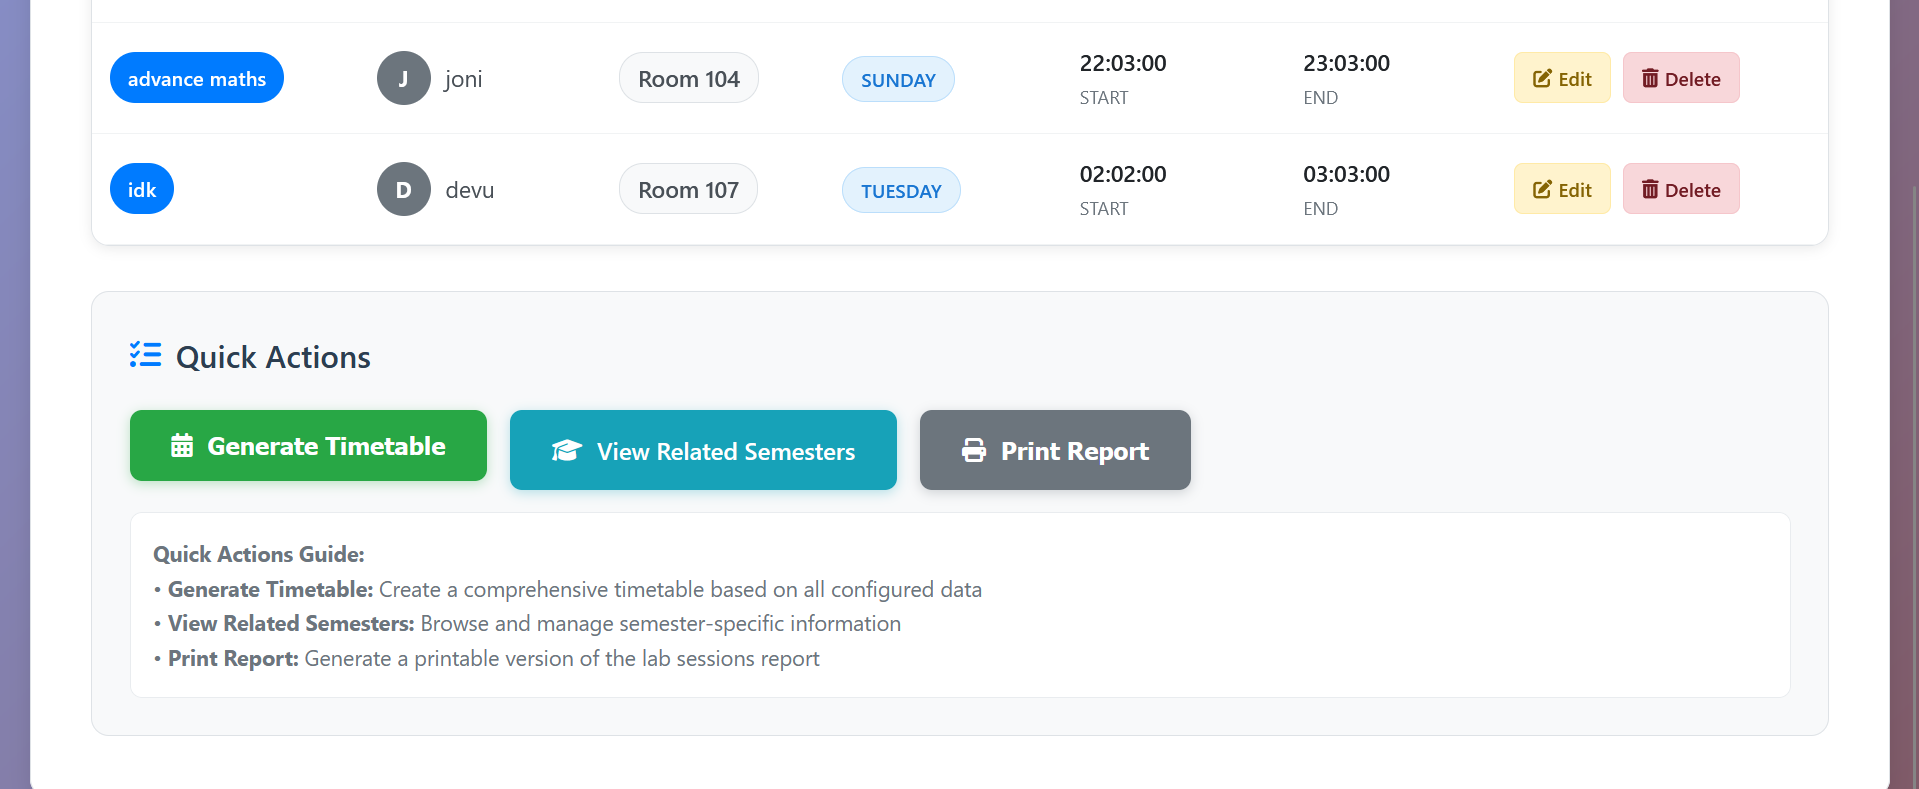 advance maths J joni Room 104 SUNDAY 22:03:00 START 23:03:00 END Edit Delete
idk D devu Room 107 TUESDAY 02:02:00 START 03:03:00 END Edit Delete
Quick Actions
Generate Timetable View Related Semesters Print Report
Quick Actions Guide:
• Generate Timetable: Create a comprehensive timetable based on all configured data
• View Related Semesters: Browse and manage semester-specific information
• Print Report: Generate a printable version of the lab sessions report